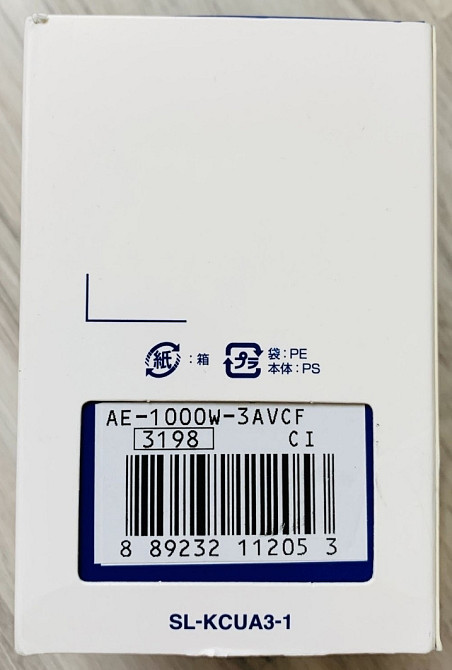 紙 : 箱
プラ 袋:PE
本体:PS
AE-1000W-3AVCF
3198 CI
8 89232 11205 3
SL-KCUA3-1